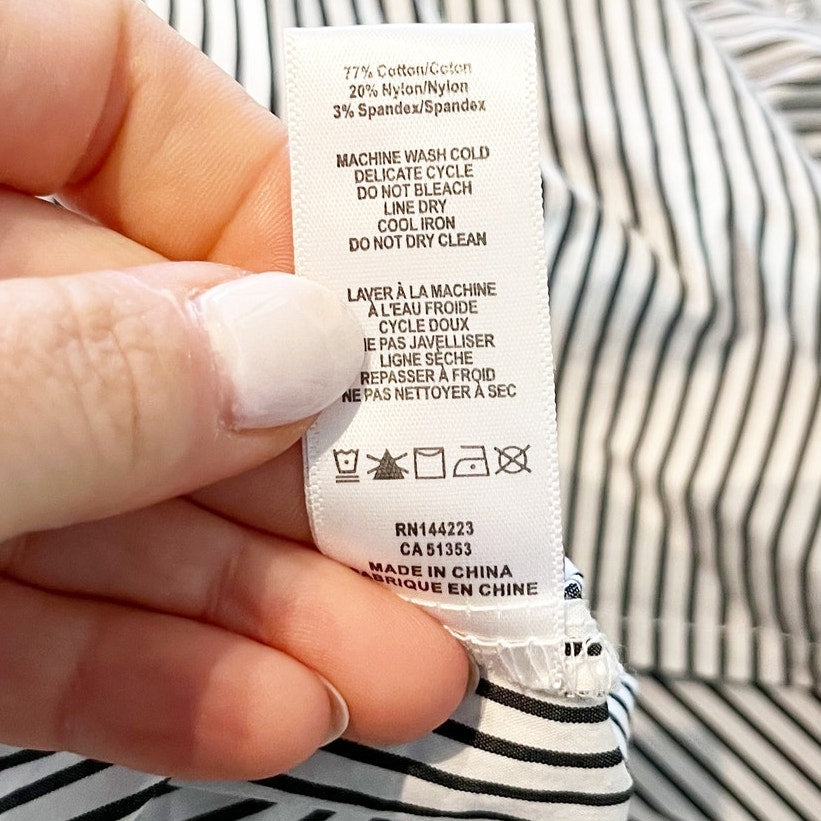 77% Cotton/Coton
20% Nylon/Nylon
3% Spandex/Spandex
MACHINE WASH COLD
DELICATE CYCLE
DO NOT BLEACH
LINE DRY
COOL IRON
DO NOT DRY CLEAN
LAVER À LA MACHINE
À L'EAU FROIDE
CYCLE DOUX
IE PAS JAVELLISER
LIGNE SÈCHE
REPASSER À FROID
NE PAS NETTOYER À SEC
RN144223
CA 51353
MADE IN CHINA
ABRIQUE EN CHINE